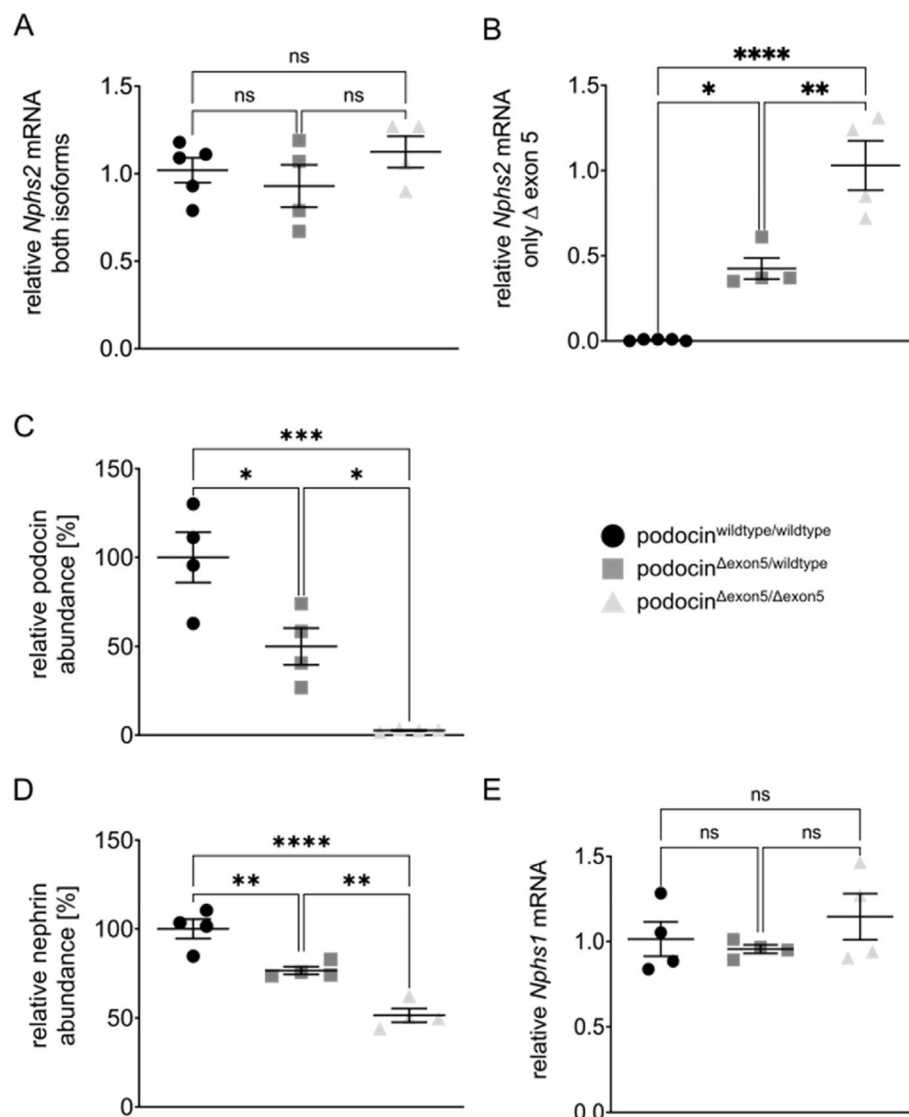 A
relative Nphs2 mRNA
both isoforms
ns
ns
ns
1.5
1.0
0.5
0.0
B
relative Nphs2 mRNA
only Δ exon 5
****
*
**
1.5
1.0
0.5
0.0
C
relative podocin
abundance [%]
***
*
*
150
100
50
0
podocin^wildtype/wildtype
podocin^Δexon5/wildtype
podocin^Δexon5/Δexon5
D
relative nephrin
abundance [%]
****
**
**
150
100
50
0
E
relative Nphs1 mRNA
ns
ns
ns
1.5
1.0
0.5
0.0